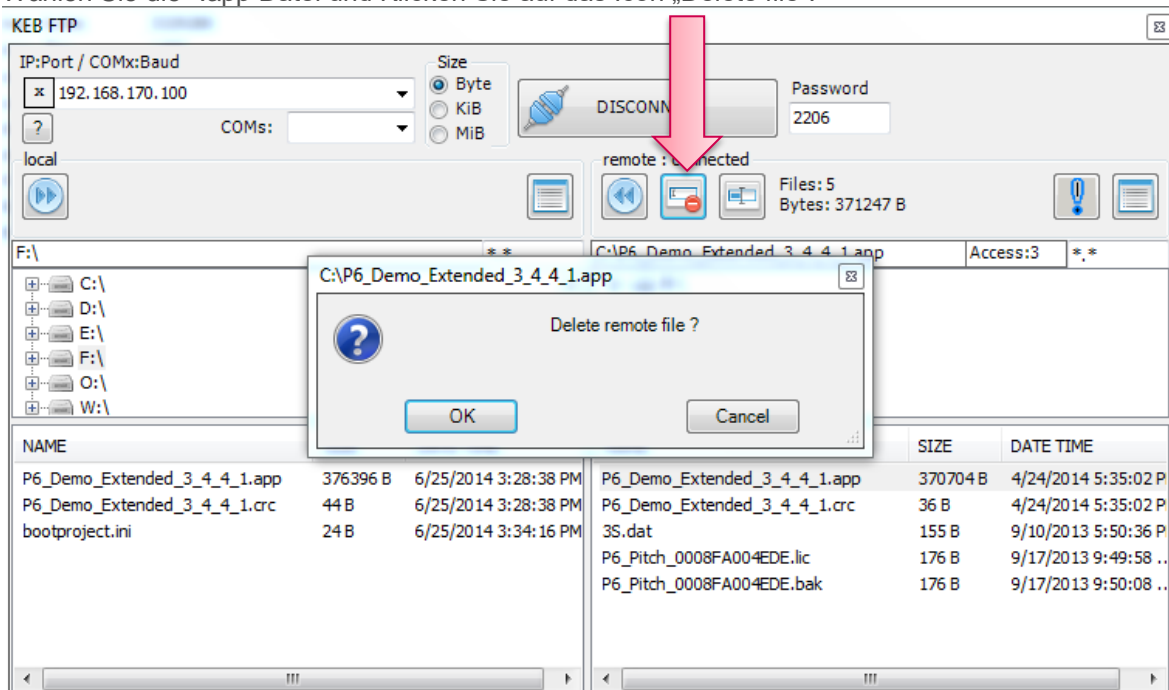 KEB FTP
IP:Port / COMx:Baud
Size
x 192.168.170.100
Byte
KiB
MiB
? COMs:
DISCONN
Password
2206
local
remote :
Files:5
Bytes: 371247 B
F:\ *.*
C:\P6_Demo_Extended_3_4_4_1.app Access:3 *.*
C:\
D:\
E:\
F:\
O:\
W:\
C:\P6_Demo_Extended_3_4_4_1.app
Delete remote file ?
OK Cancel
NAME
SIZE DATE TIME
P6_Demo_Extended_3_4_4_1.app 376396 B 6/25/2014 3:28:38 PM
P6_Demo_Extended_3_4_4_1.crc 44 B 6/25/2014 3:28:38 PM
bootproject.ini 24 B 6/25/2014 3:34:16 PM
P6_Demo_Extended_3_4_4_1.app 370704 B 4/24/2014 5:35:02 P
P6_Demo_Extended_3_4_4_1.crc 36 B 4/24/2014 5:35:02 P
3S.dat 155 B 9/10/2013 5:50:36 P
P6_Pitch_0008FA004EDE.lic 176 B 9/17/2013 9:49:58 ..
P6_Pitch_0008FA004EDE.bak 176 B 9/17/2013 9:50:08 ..